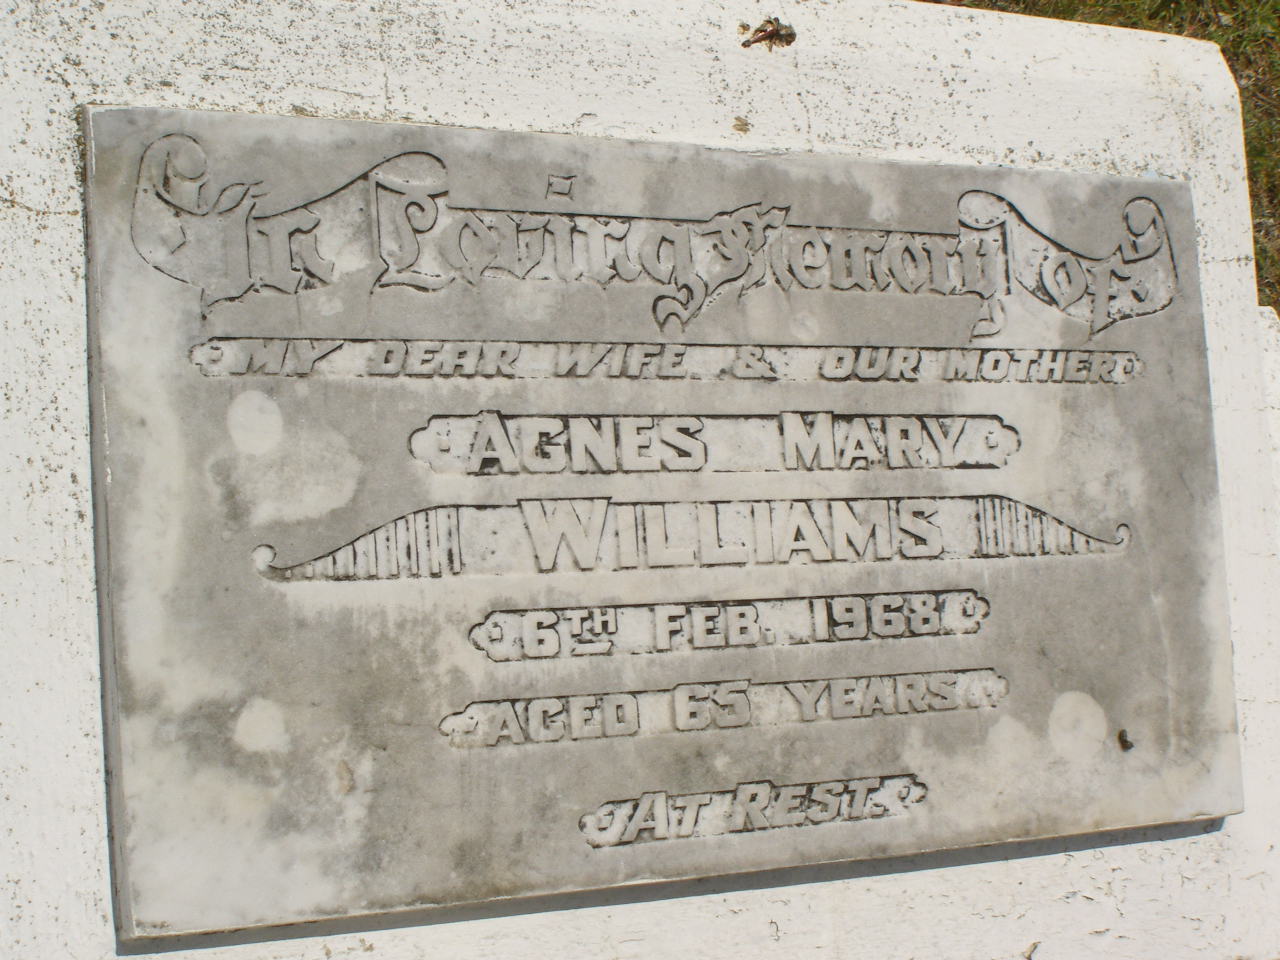 In Loving Memory of
MY DEAR WIFE & OUR MOTHER
AGNES MARY
WILLIAMS
6TH FEB. 1968
AGED 65 YEARS
AT REST.